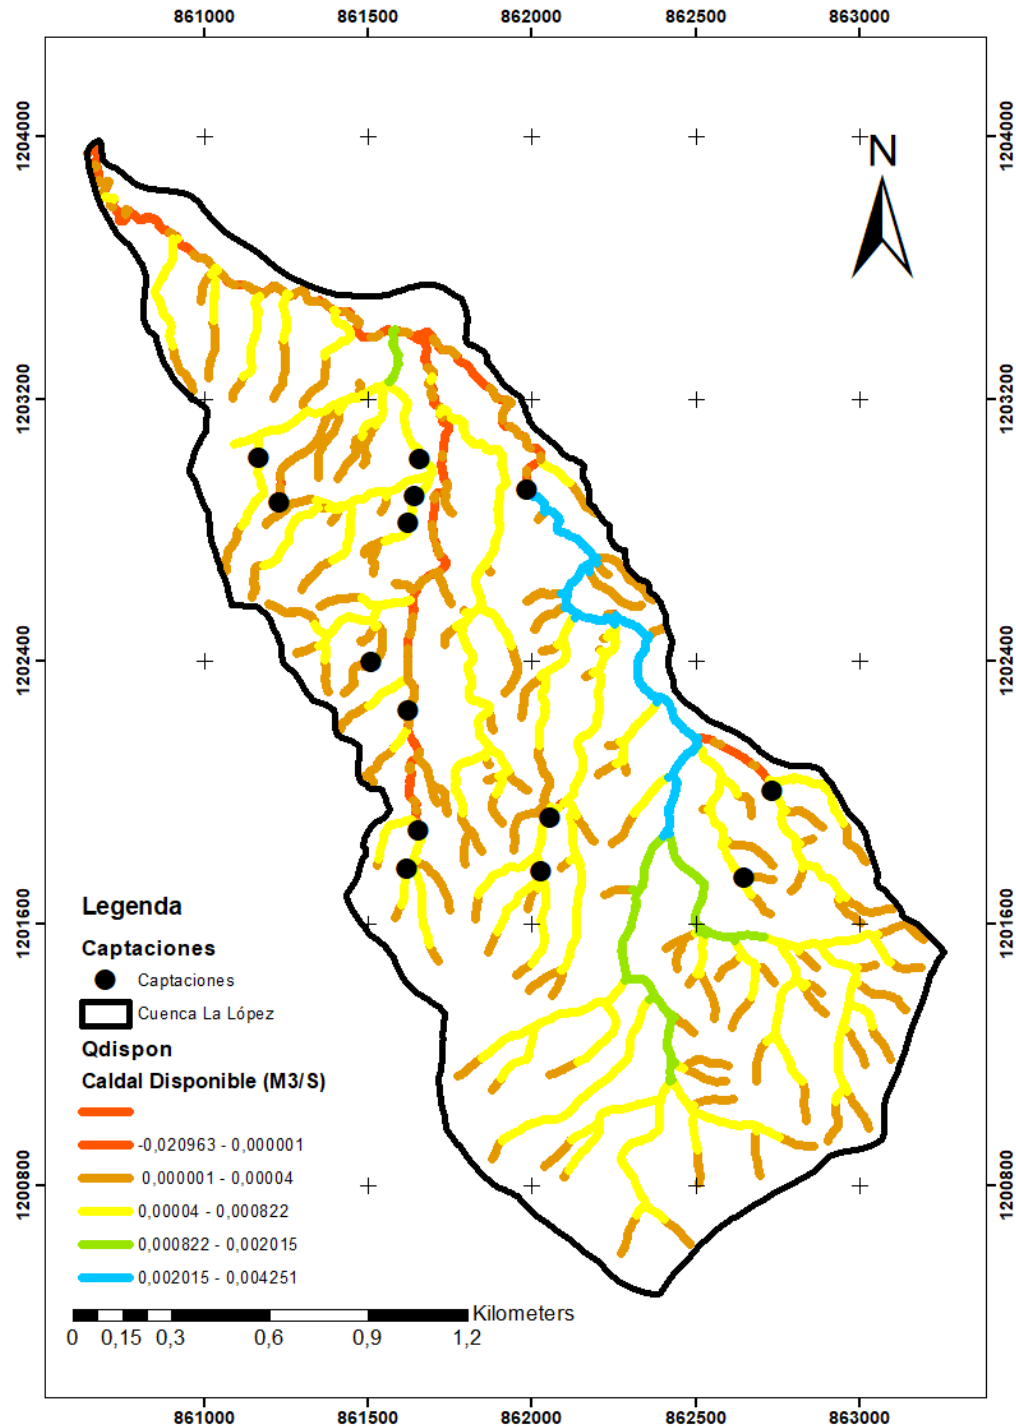 861000 861500 862000 862500 863000
1204000 1204000
N
1203200 1203200
1202400 1202400
1201600 1201600
Legenda
Captaciones
Captaciones
Cuenca La López
Qdispon
Caldal Disponible (M3/S)
-0,020963 - 0,000001
0,000001 - 0,00004
0,00004 - 0,000822
0,000822 - 0,002015
0,002015 - 0,004251
1200800 1200800
Kilometers
0 0,15 0,3 0,6 0,9 1,2
861000 861500 862000 862500 863000